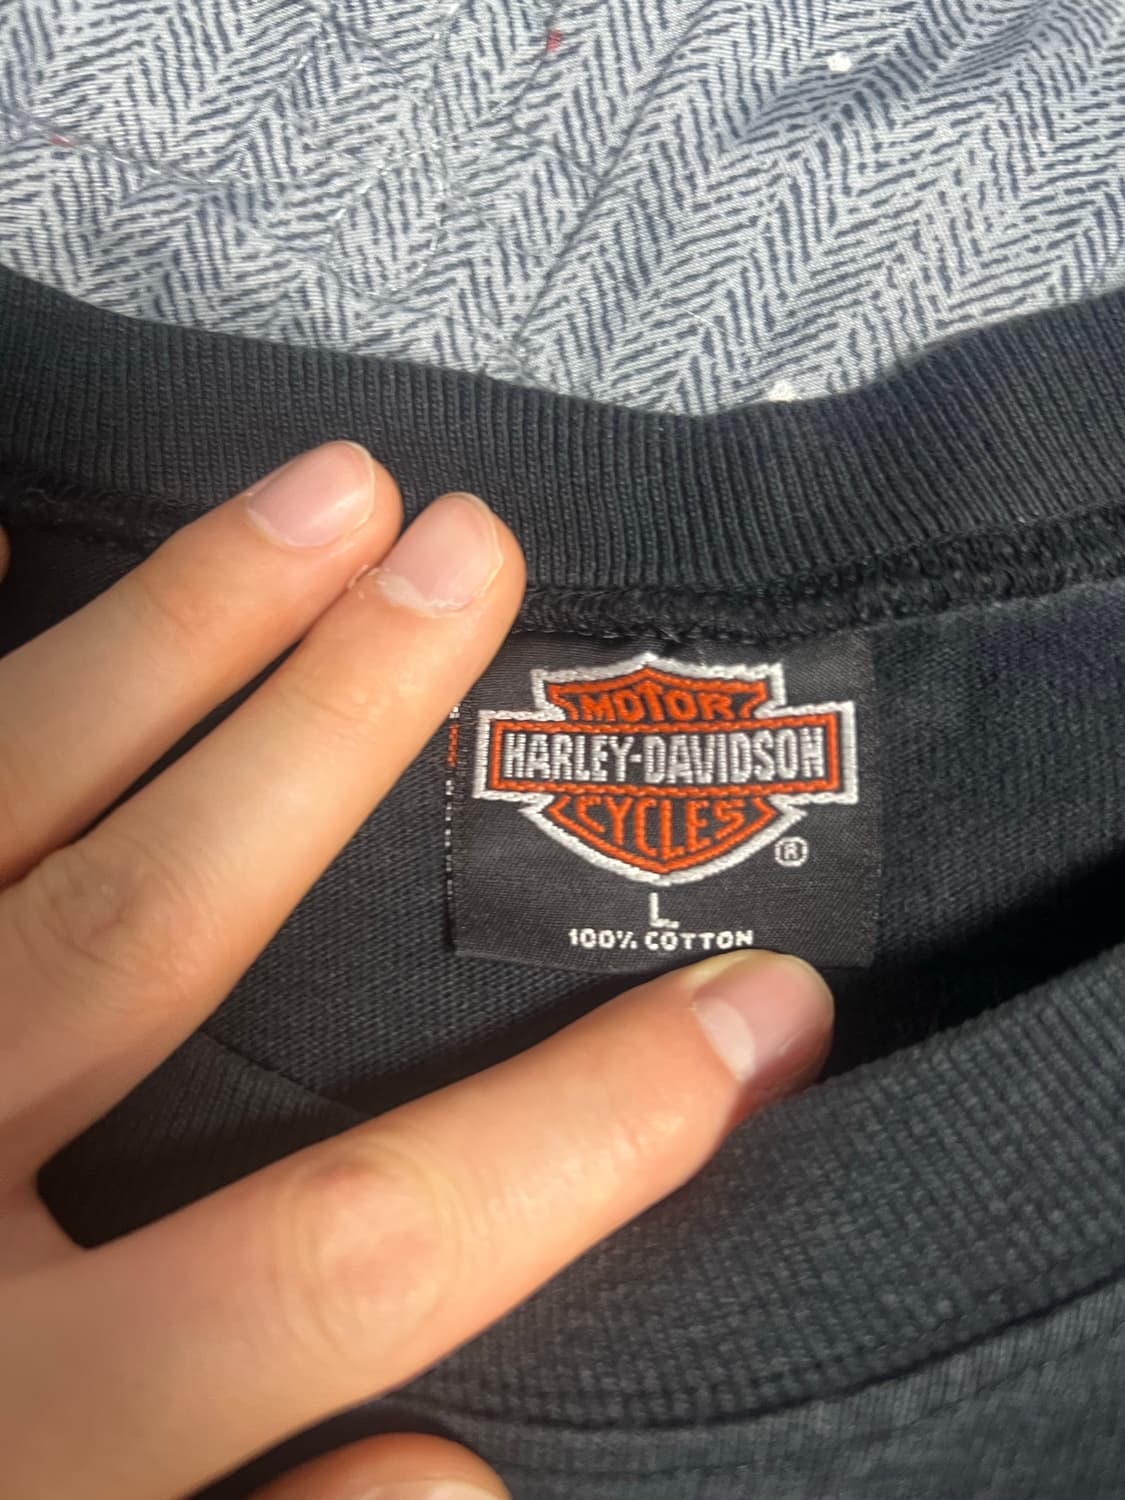 MOTOR
HARLEY-DAVIDSON
CYCLES
®
L
100% COTTON